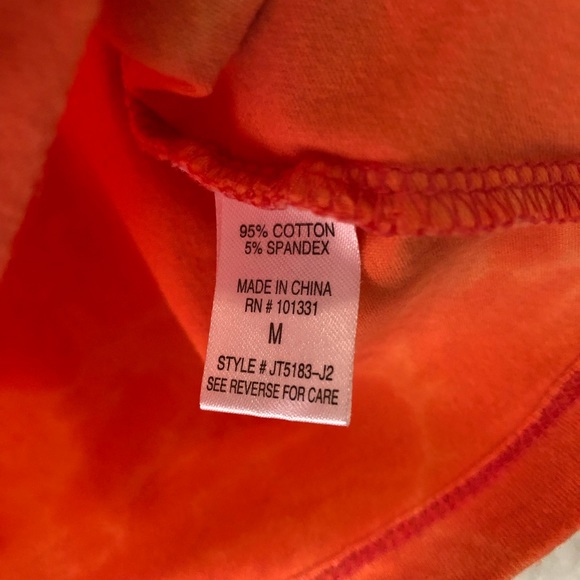 95% COTTON
5% SPANDEX
MADE IN CHINA
RN # 101331
M
STYLE # JT5183-J2
SEE REVERSE FOR CARE